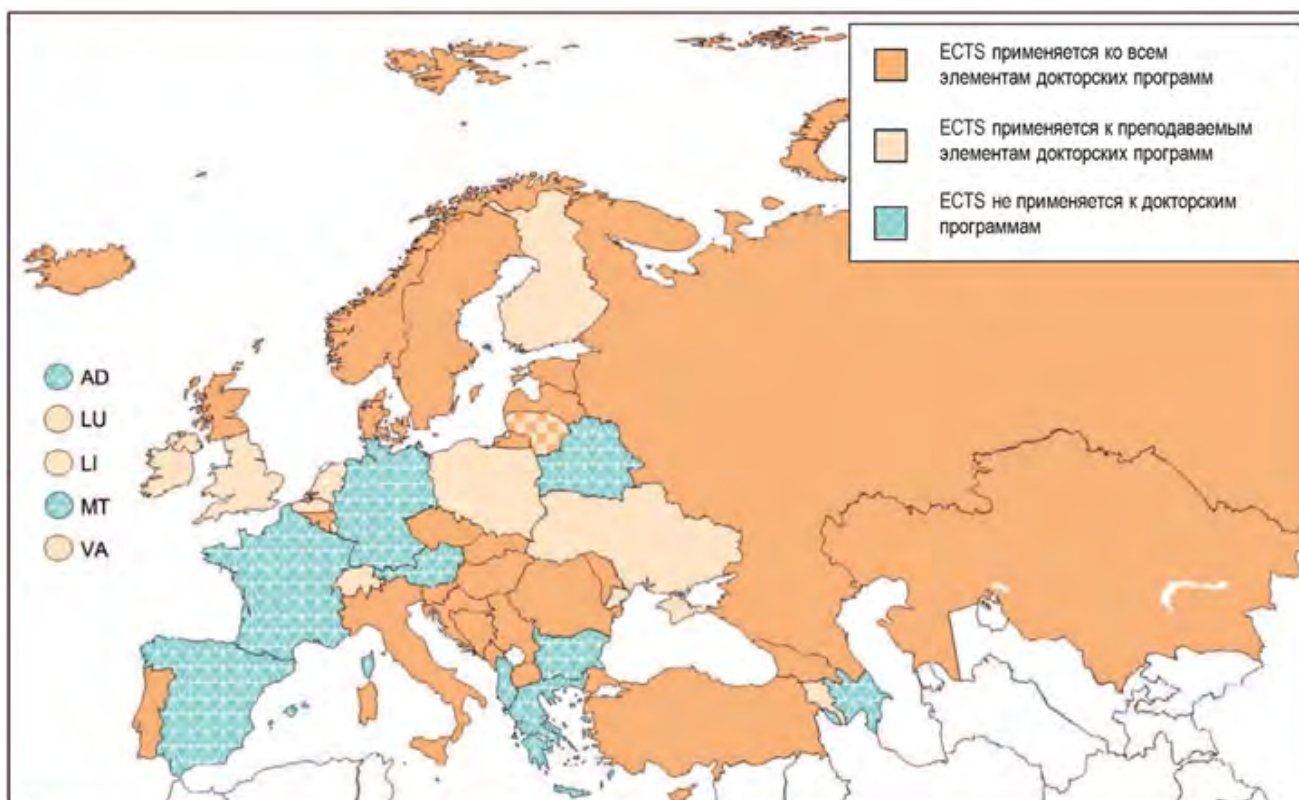 ECTS применяется ко всем
элементам докторских программ
ECTS применяется к преподаваемым
элементам докторских программ
ECTS не применяется к докторским
программам
AD
LU
LI
MT
VA